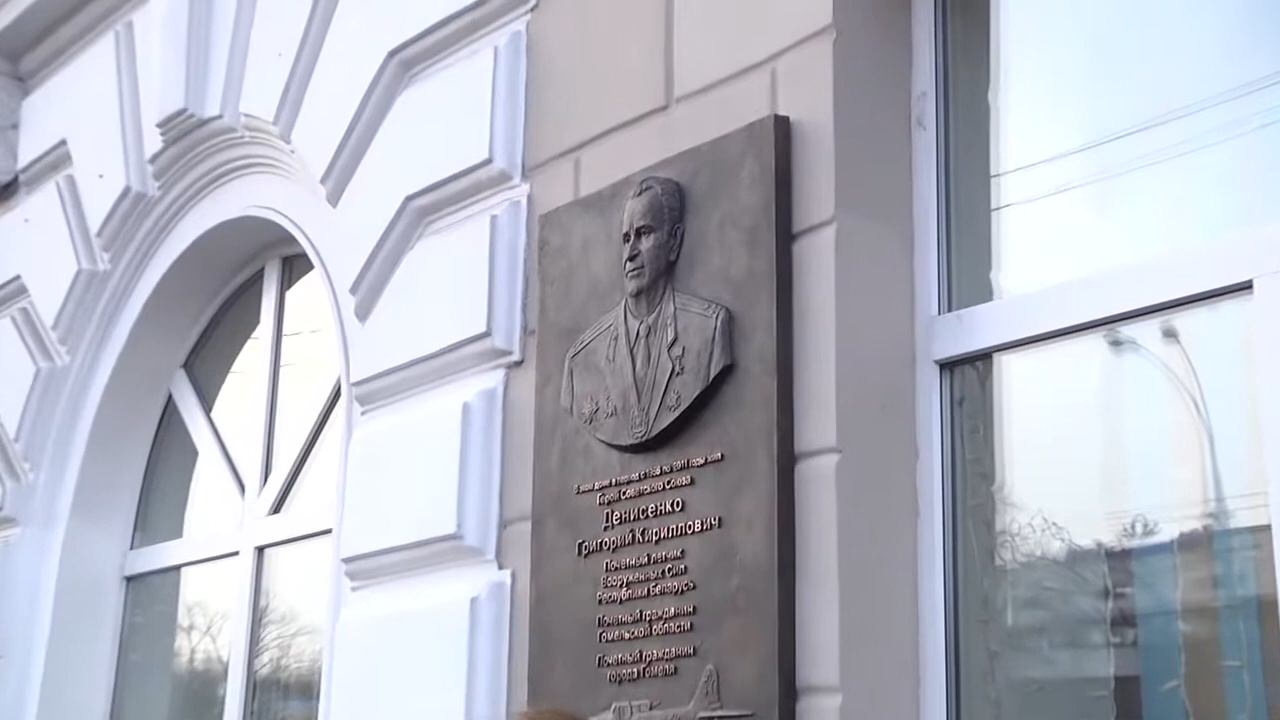 В этом доме в период с 1958 по 2011 годы жил
Герой Советского Союза
Денисенко
Григорий Кириллович
Почетный летчик
Вооруженных Сил
Республики Беларусь
Почетный гражданин
Гомельской области
Почетный гражданин
города Гомеля